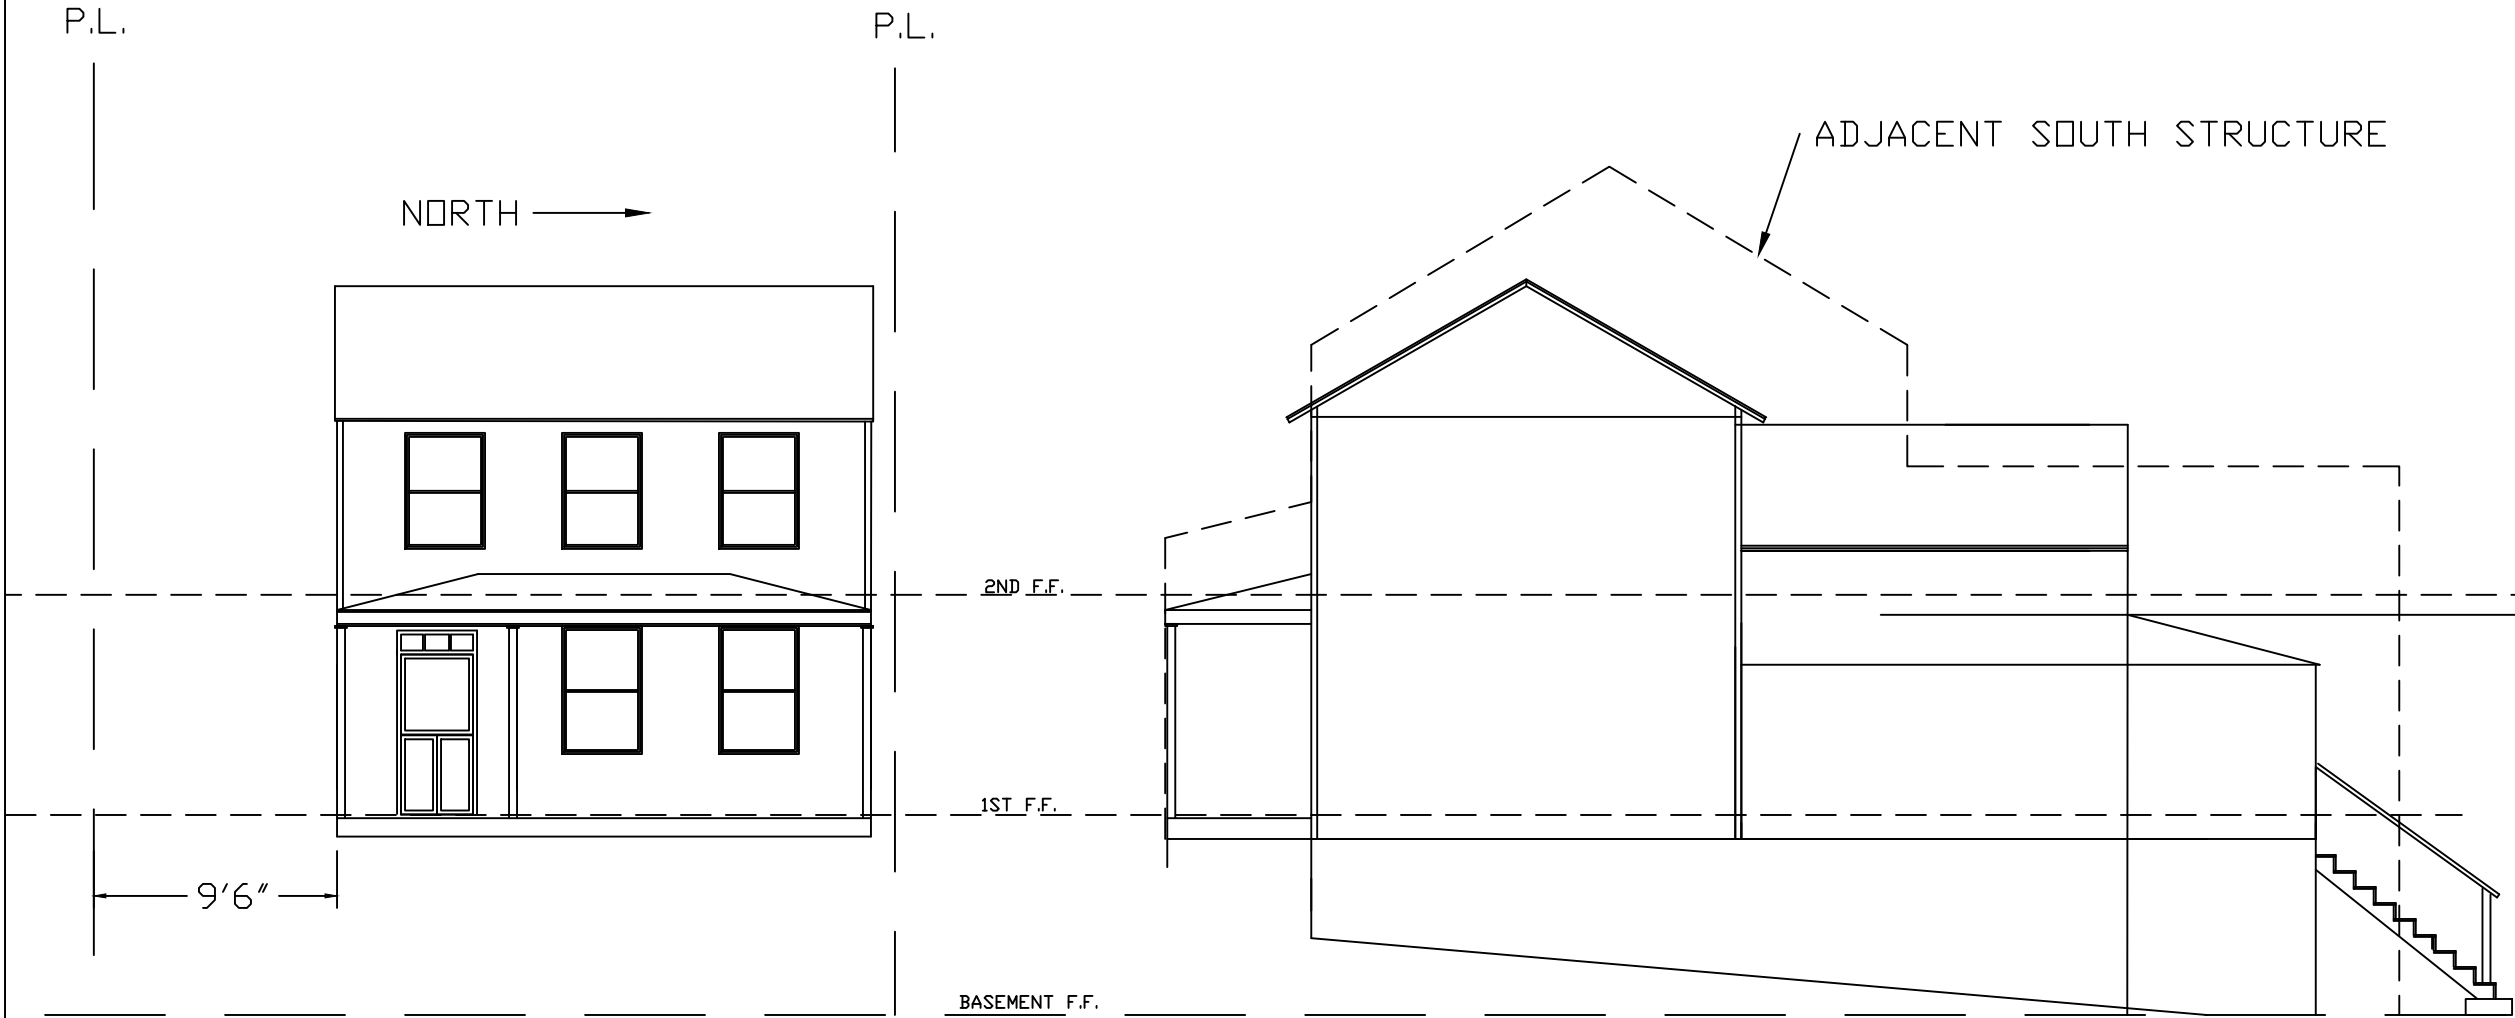 P.L.
P.L.
ADJACENT SOUTH STRUCTURE
NORTH
2ND F.F.
1ST F.F.
9'6"
BASEMENT F.F.